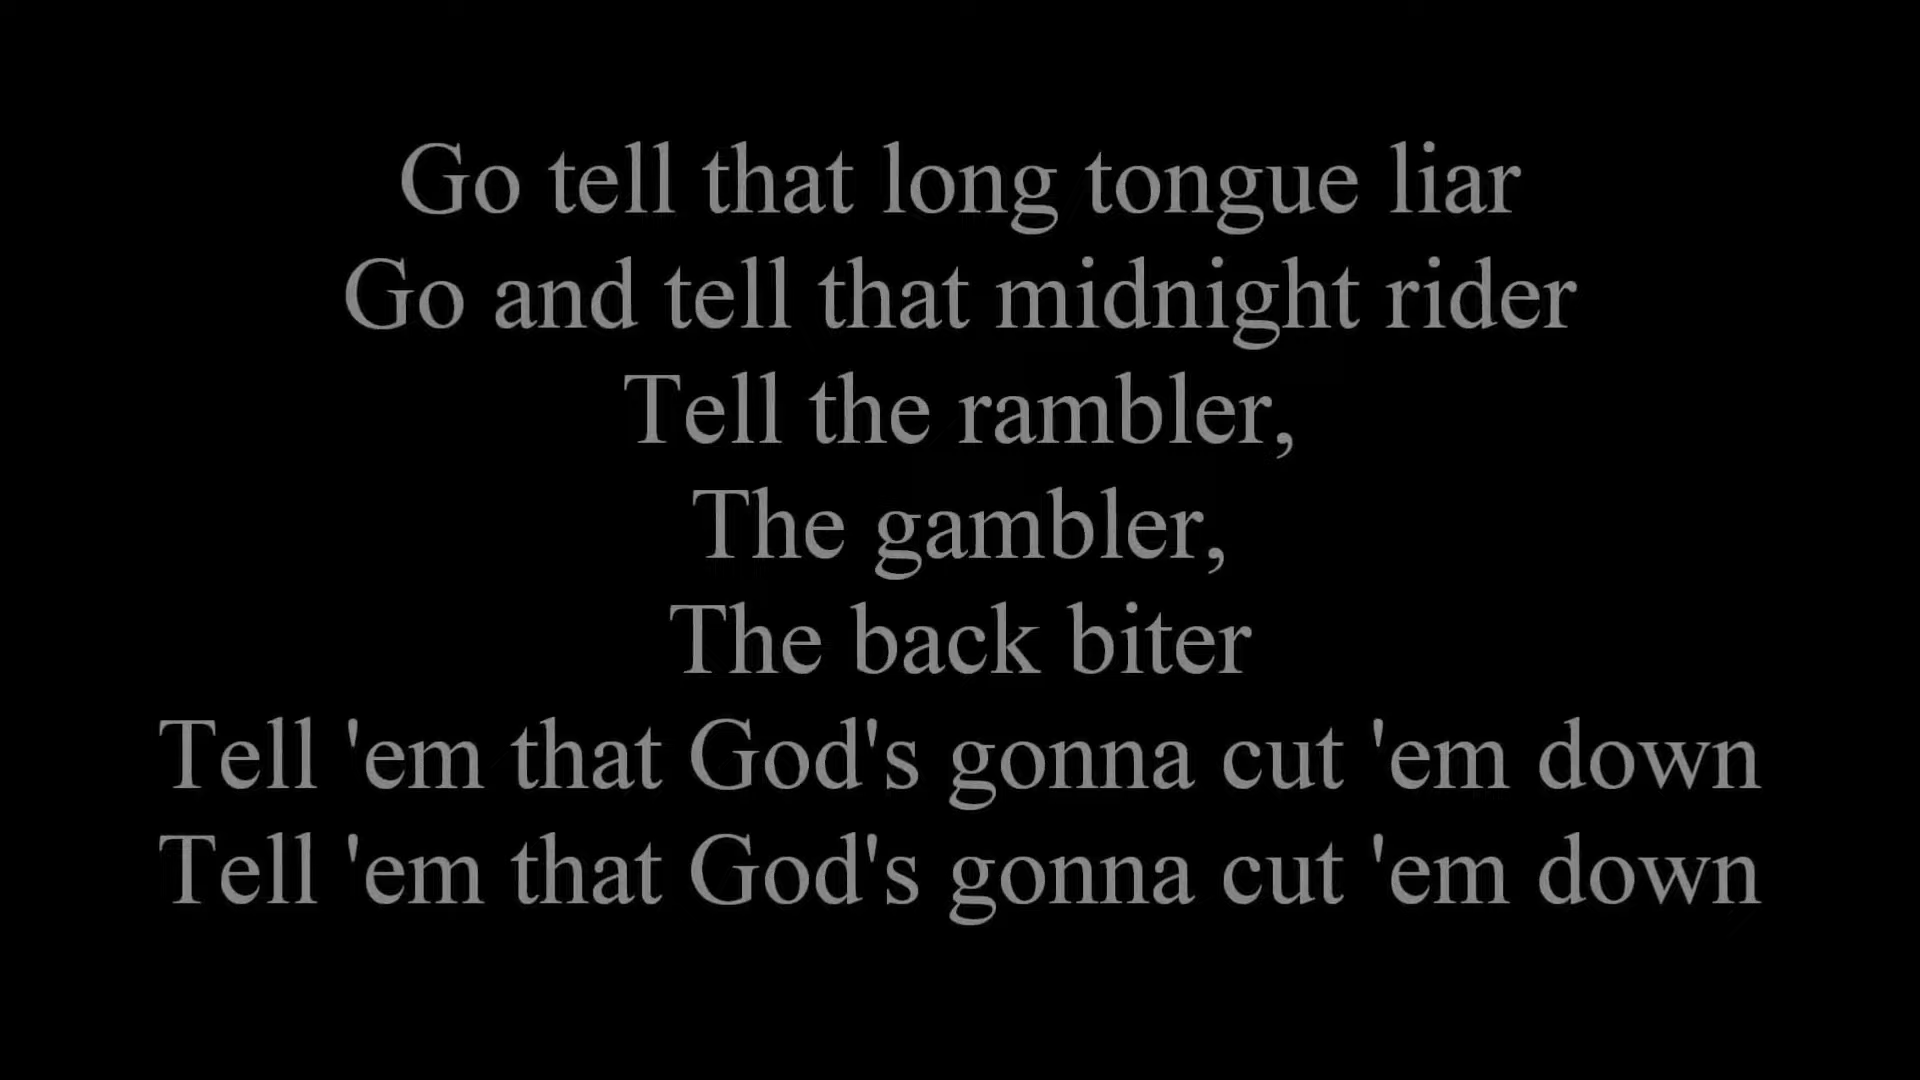 Go tell that long tongue liar
Go and tell that midnight rider
Tell the rambler,
The gambler,
The back biter
Tell 'em that God's gonna cut 'em down
Tell 'em that God's gonna cut 'em down